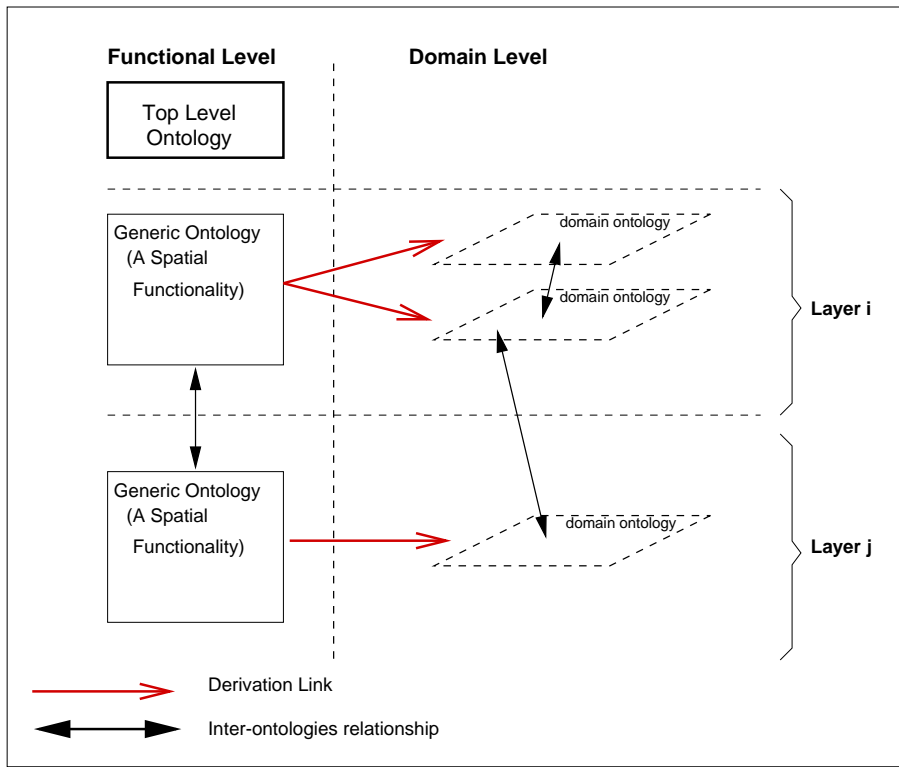 Functional Level
Domain Level
Top Level
Ontology
Generic Ontology
(A Spatial
Functionality)
domain ontology
domain ontology
Layer i
Generic Ontology
(A Spatial
Functionality)
domain ontology
Layer j
Derivation Link
Inter-ontologies relationship